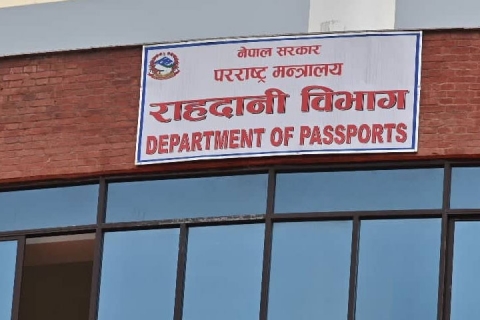 नेपाल सरकार
परराष्ट्र मन्त्रालय
राहदानी विभाग
DEPARTMENT OF PASSPORTS